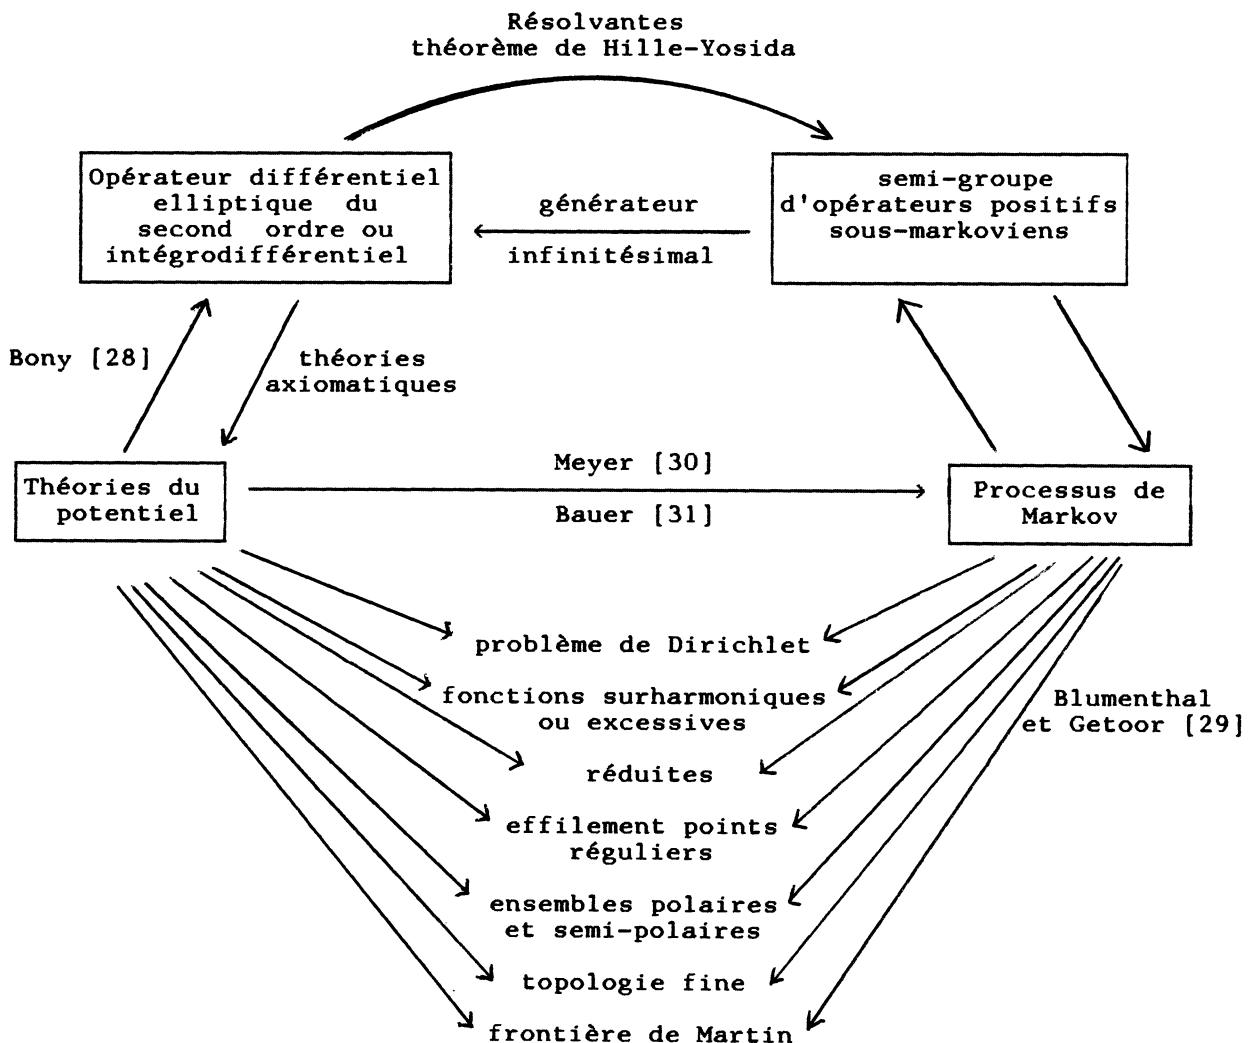 Résolvantes
théorème de Hille-Yosida
Opérateur différentiel
elliptique du
second ordre ou
intégrodifférentiel
générateur
infinitésimal
semi-groupe
d'opérateurs positifs
sous-markoviens
Bony [28]
théories
axiomatiques
Théories du
potentiel
Meyer [30]
Bauer [31]
Processus de
Markov
problème de Dirichlet
fonctions surharmoniques
ou excessives
Blumenthal
et Getoor [29]
réduites
effilement points
réguliers
ensembles polaires
et semi-polaires
topologie fine
frontière de Martin